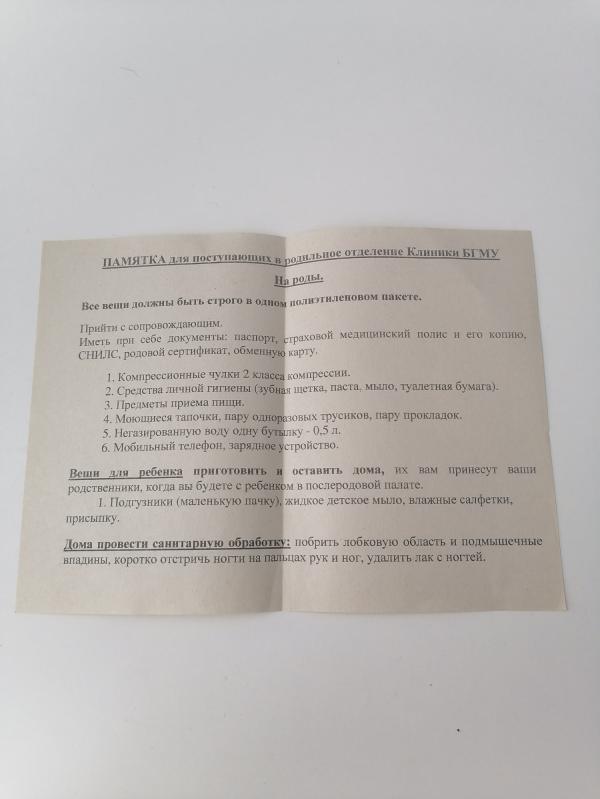 ПАМЯТКА для поступающих в родильное отделение Клиники БГМУ
На роды.
Все вещи должны быть строго в одном полиэтиленовом пакете.
Прийти с сопровождающим.
Иметь при себе документы: паспорт, страховой медицинский полис и его копию,
СНИЛС, родовой сертификат, обменную карту.
1. Компрессионные чулки 2 класса компрессии.
2. Средства личной гигиены (зубная щетка, паста, мыло, туалетная бумага).
3. Предметы приема пищи.
4. Моющиеся тапочки, пару одноразовых трусиков, пару прокладок.
5. Негазированную воду одну бутылку - 0,5 л.
6. Мобильный телефон, зарядное устройство.
Вещи для ребенка приготовить и оставить дома, их вам принесут ваши
родственники, когда вы будете с ребенком в послеродовой палате.
1. Подгузники (маленькую пачку), жидкое детское мыло, влажные салфетки,
присыпку.
Дома провести санитарную обработку: побрить лобковую область и подмышечные
впадины, коротко отстричь ногти на пальцах рук и ног, удалить лак с ногтей.